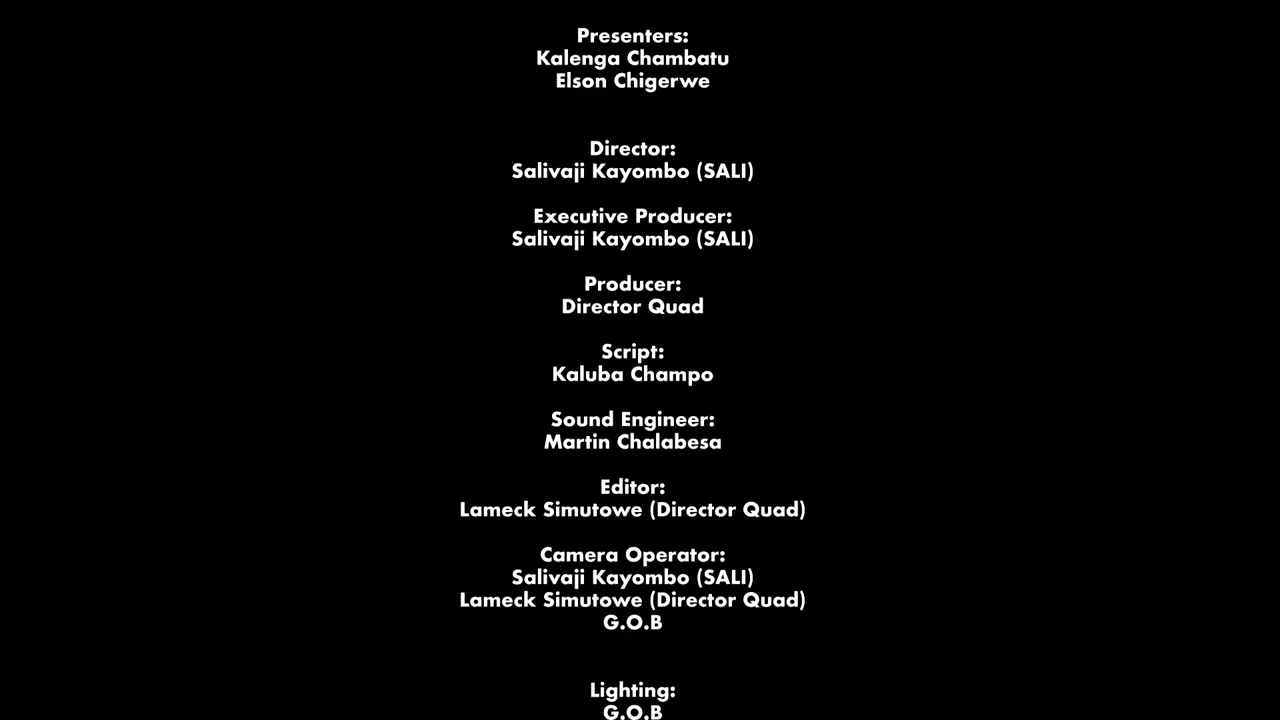 Presenters:
Kalenga Chambatu
Elson Chigerwe
Director:
Salivaji Kayombo (SALI)
Executive Producer:
Salivaji Kayombo (SALI)
Producer:
Director Quad
Script:
Kaluba Champo
Sound Engineer:
Martin Chalabesa
Editor:
Lameck Simutowe (Director Quad)
Camera Operator:
Salivaji Kayombo (SALI)
Lameck Simutowe (Director Quad)
G.O.B
Lighting:
G.O.B